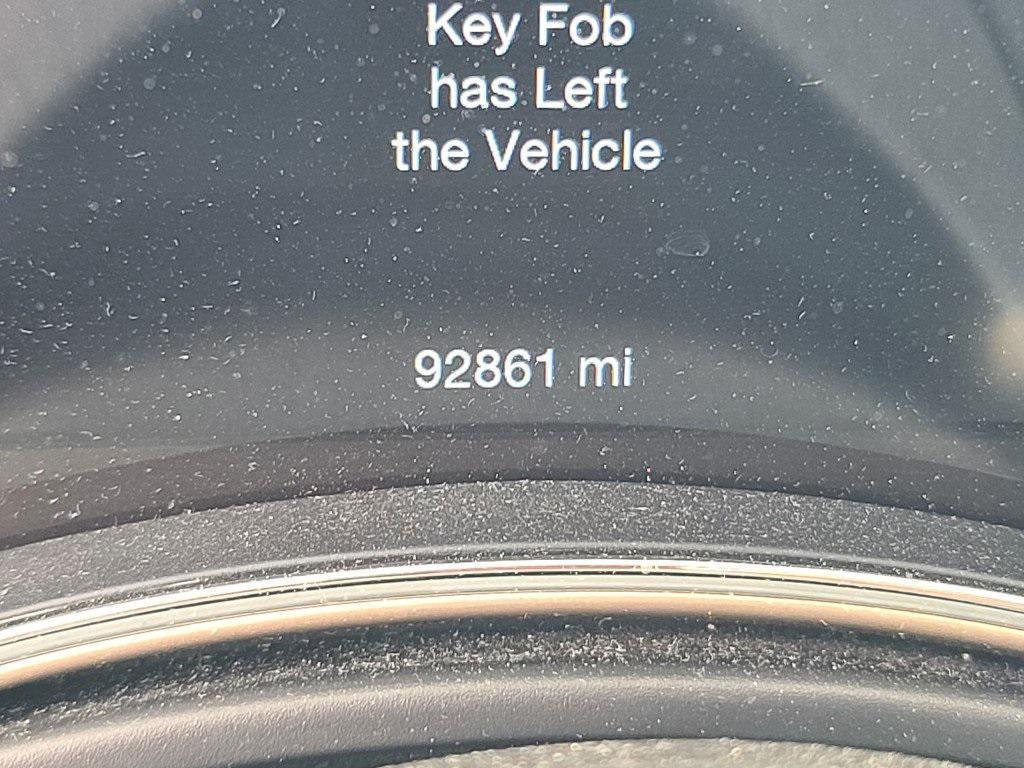 Key Fob
has Left
the Vehicle
92861 mi